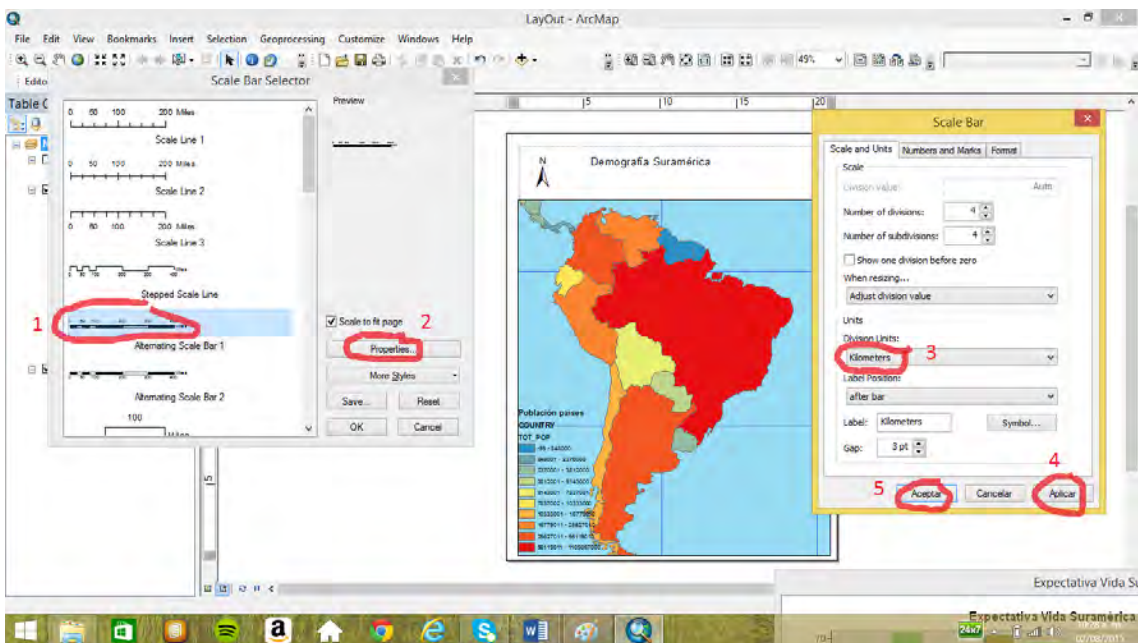 LayOut - ArcMap
File Edit View Bookmarks Insert Selection Geoprocessing Customize Windows Help
49%
Edito
Table C
Scale Bar Selector
0 50 100 200 Miles
Scale Line 1
0 50 100 200 Miles
Scale Line 2
0 50 100 200 Miles
Scale Line 3
Stepped Scale Line
1
Alternating Scale Bar 1
Alternating Scale Bar 2
100
Miles
Preview
Scale to fit page
2
Properties...
More Styles
Save...
Reset
OK
Cancel
5
10
15
20
N
Demografía Suramérica
Población países
COUNTRY
TOT_POP
Scale Bar
Scale and Units
Numbers and Marks
Format
Scale
Division value:
Auto
Number of divisions:
4
Number of subdivisions:
4
Show one division before zero
When resizing...
Adjust division value
Units
Division Units:
Kilometers
3
Label Position:
after bar
Label:
Kilometers
Symbol...
Gap:
3 pt
4
5
Aceptar
Cancelar
Aplicar
5
Expectativa Vida Su
Expectativa Vida Suramérica
70
24x7